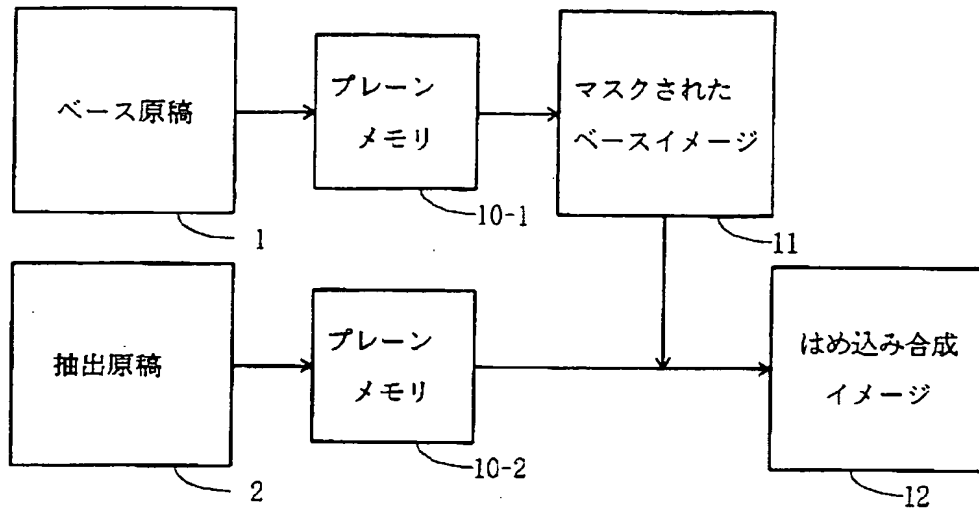 ベース原稿
プレーン
メモリ
マスクされた
ベースイメージ
1
10-1
11
抽出原稿
プレーン
メモリ
はめ込み合成
イメージ
2
10-2
12